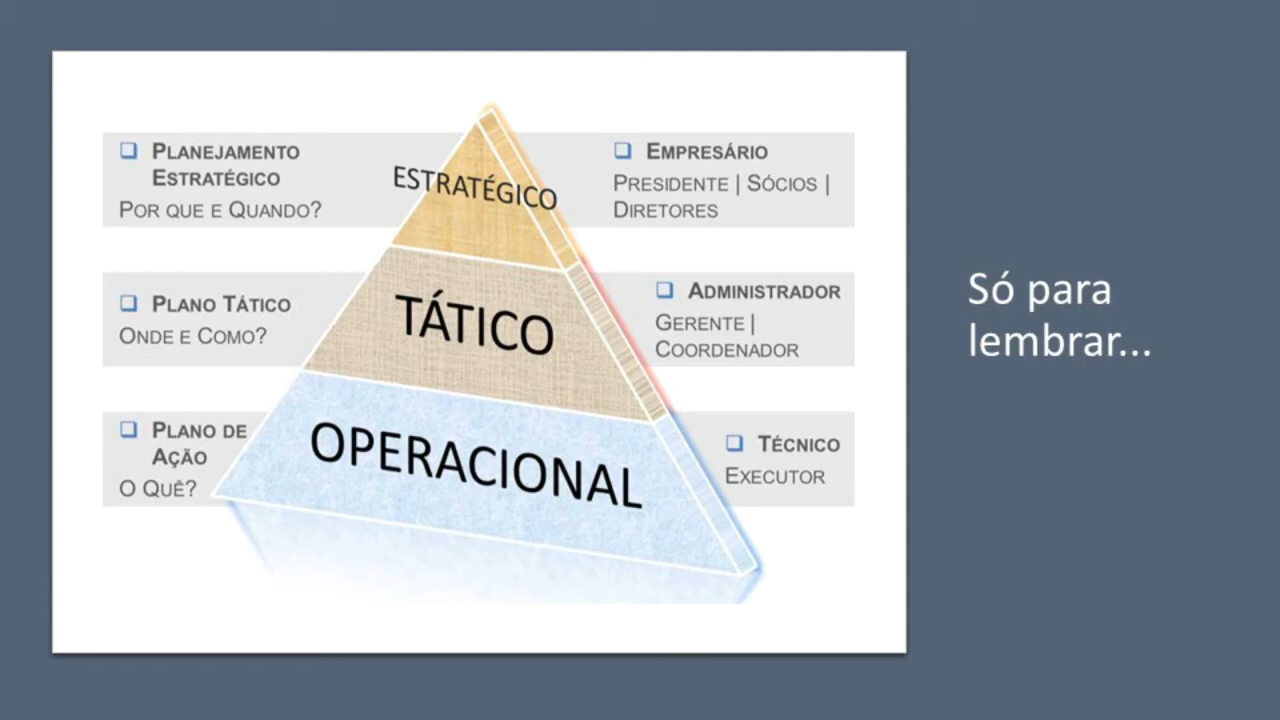 ❑ PLANEJAMENTO
ESTRATÉGICO
POR QUE E QUANDO?
ESTRATÉGICO
❑ EMPRESÁRIO
PRESIDENTE | SÓCIOS |
DIRETORES
❑ PLANO TÁTICO
ONDE E COMO?
TÁTICO
❑ ADMINISTRADOR
GERENTE |
COORDENADOR
❑ PLANO DE
AÇÃO
O QUÊ?
OPERACIONAL
❑ TÉCNICO
EXECUTOR
Só para
lembrar...